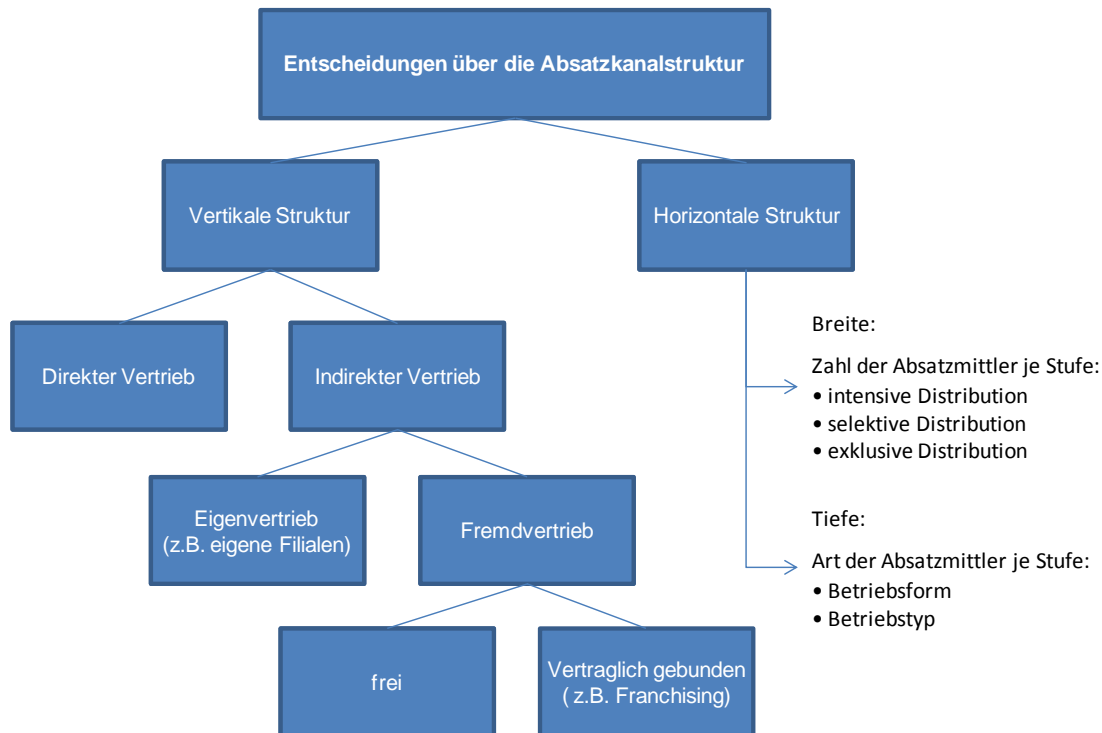 Entscheidungen über die Absatzkanalstruktur
Vertikale Struktur
Horizontale Struktur
Direkter Vertrieb
Indirekter Vertrieb
Eigenvertrieb
(z.B. eigene Filialen)
Fremdvertrieb
frei
Vertraglich gebunden
( z.B. Franchising)
Breite:
Zahl der Absatzmittler je Stufe:
• intensive Distribution
• selektive Distribution
• exklusive Distribution
Tiefe:
Art der Absatzmittler je Stufe:
• Betriebsform
• Betriebstyp